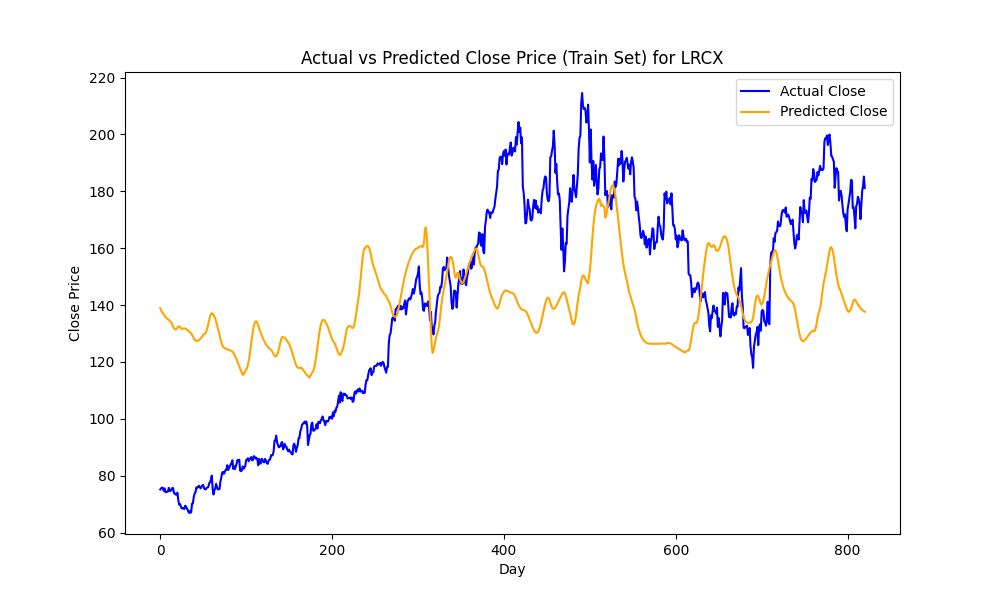 Actual vs Predicted Close Price (Train Set) for LRCX
Actual Close
Predicted Close
Close Price
220
200
180
160
140
120
100
80
60
0
200
400
600
800
Day